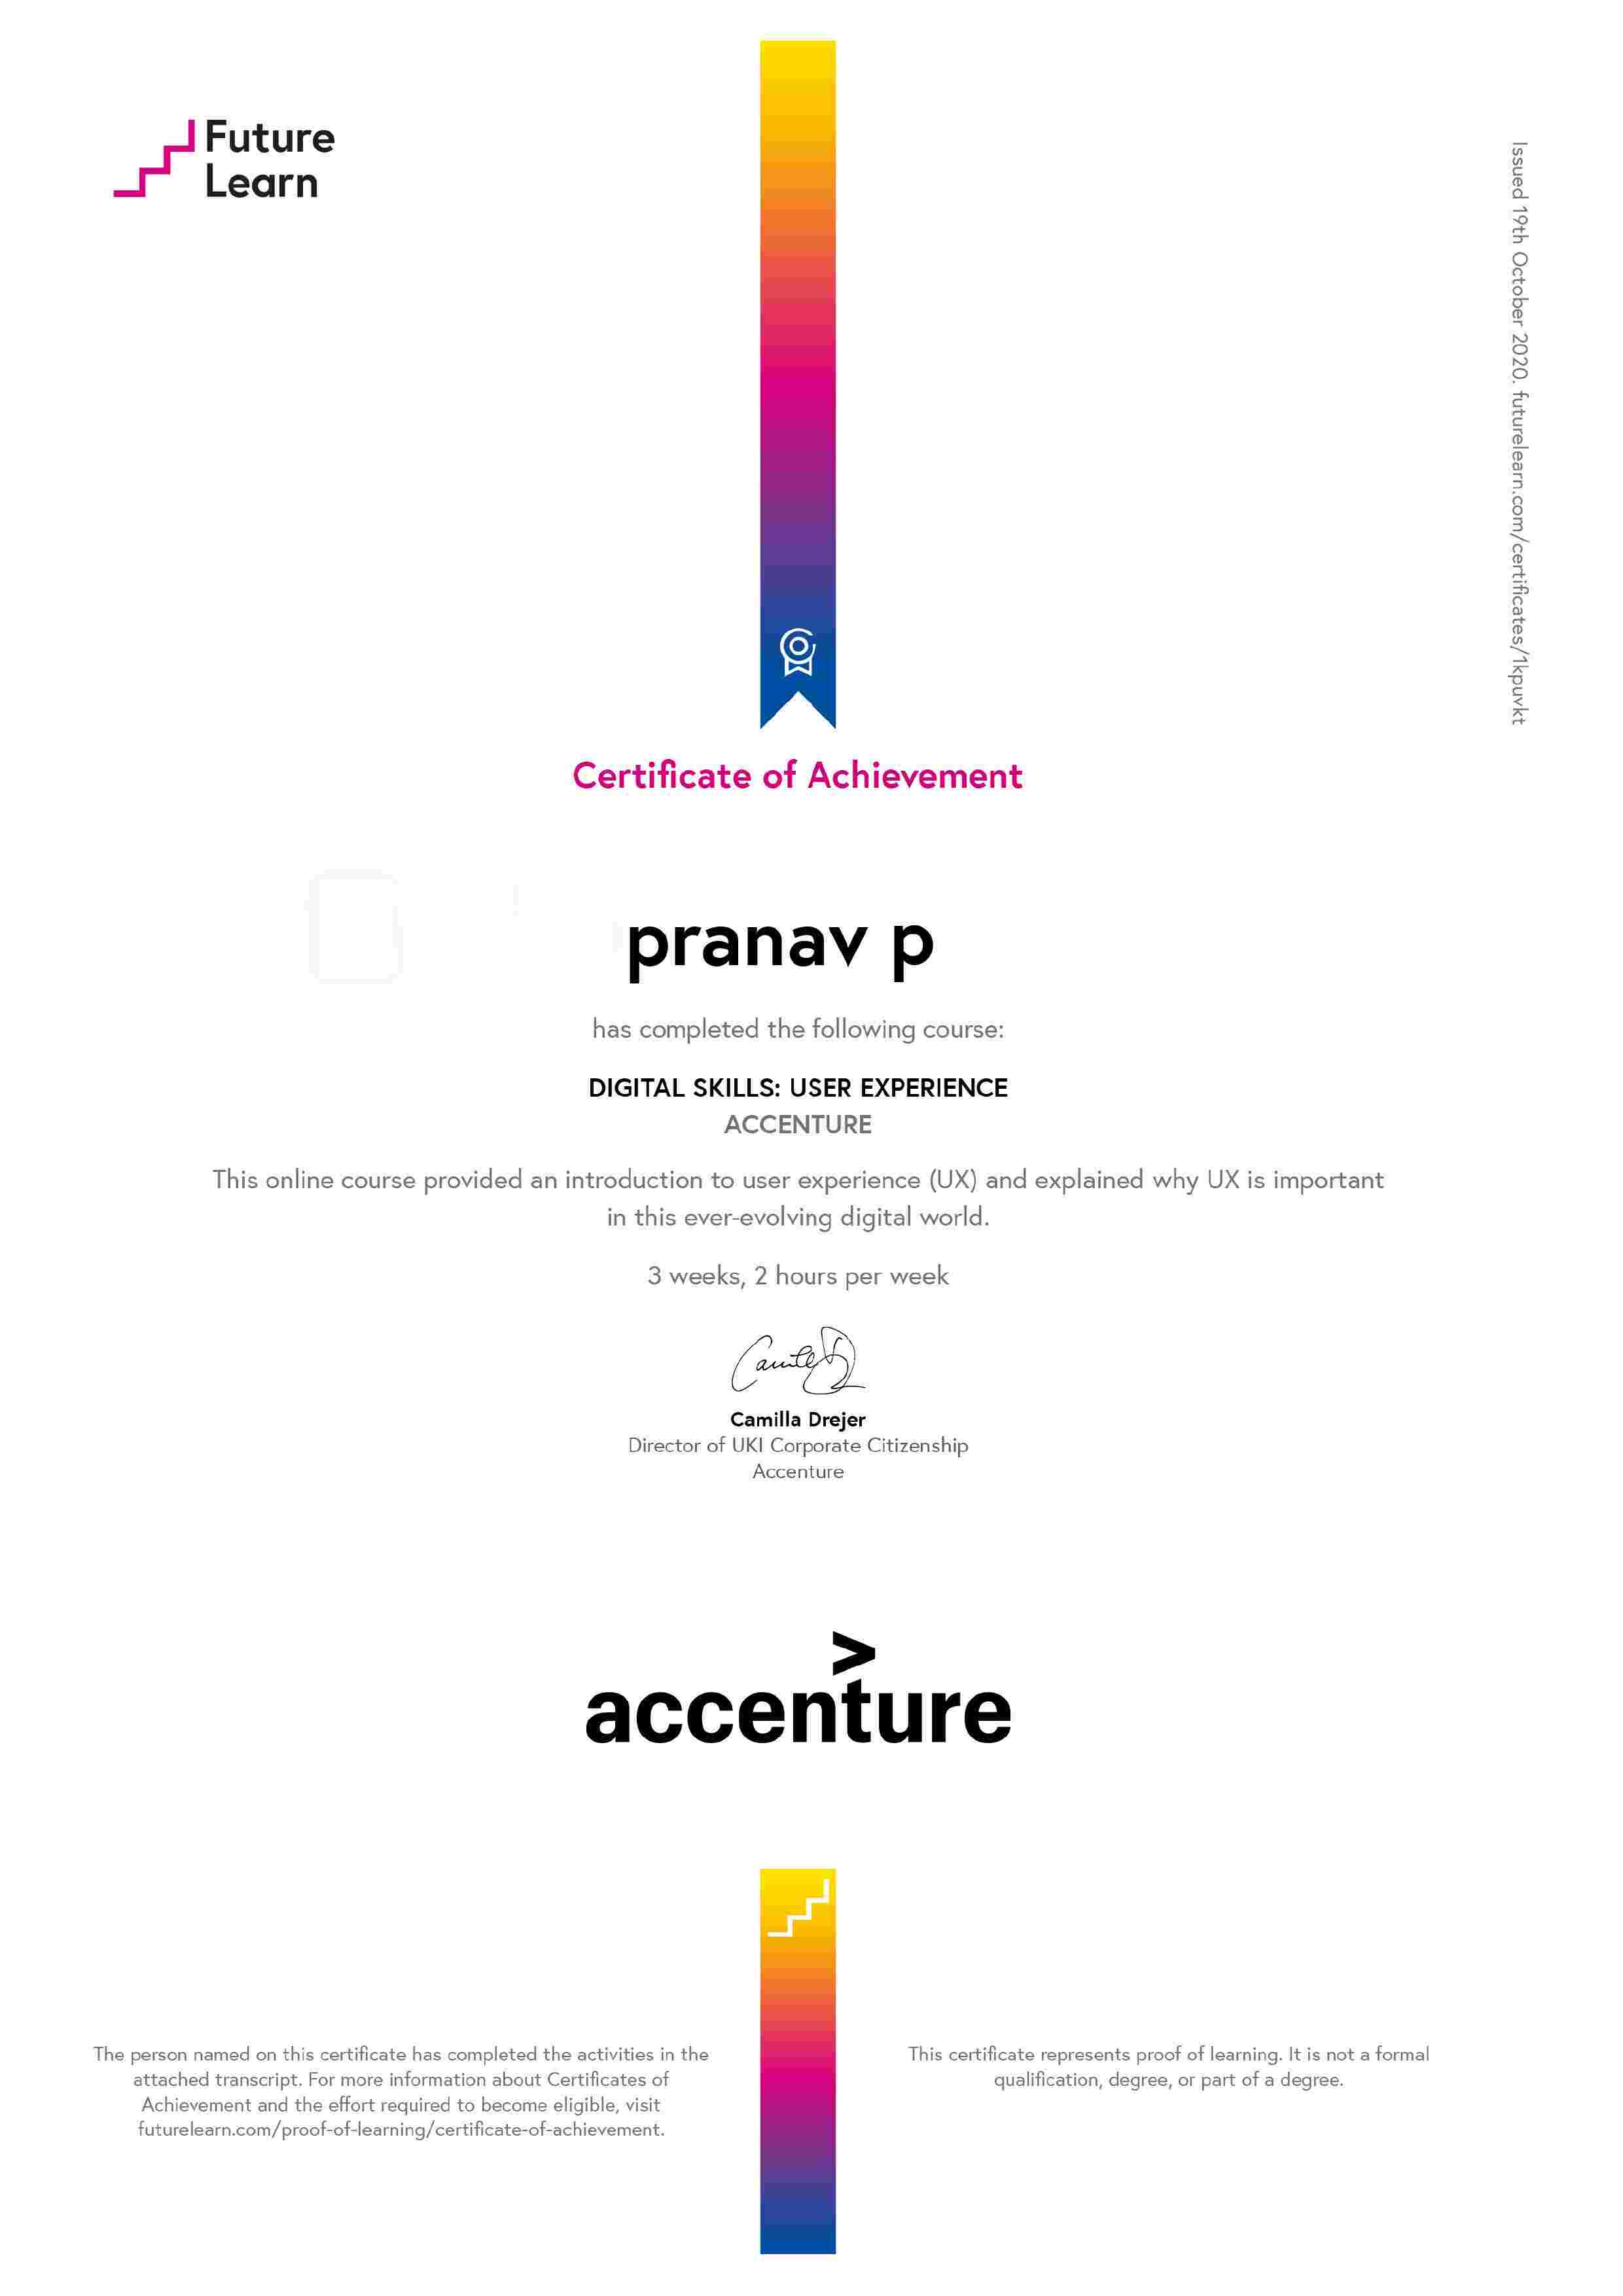 Future
Learn
Issued 19th October 2020. futurelearn.com/certificates/1kpuvkt
Certificate of Achievement
pranav p
has completed the following course:
DIGITAL SKILLS: USER EXPERIENCE
ACCENTURE
This online course provided an introduction to user experience (UX) and explained why UX is important
in this ever-evolving digital world.
3 weeks, 2 hours per week
Camilla Drejer
Director of UKI Corporate Citizenship
Accenture
accenture
The person named on this certificate has completed the activities in the
attached transcript. For more information about Certificates of
Achievement and the effort required to become eligible, visit
futurelearn.com/proof-of-learning/certificate-of-achievement.
This certificate represents proof of learning. It is not a formal
qualification, degree, or part of a degree.